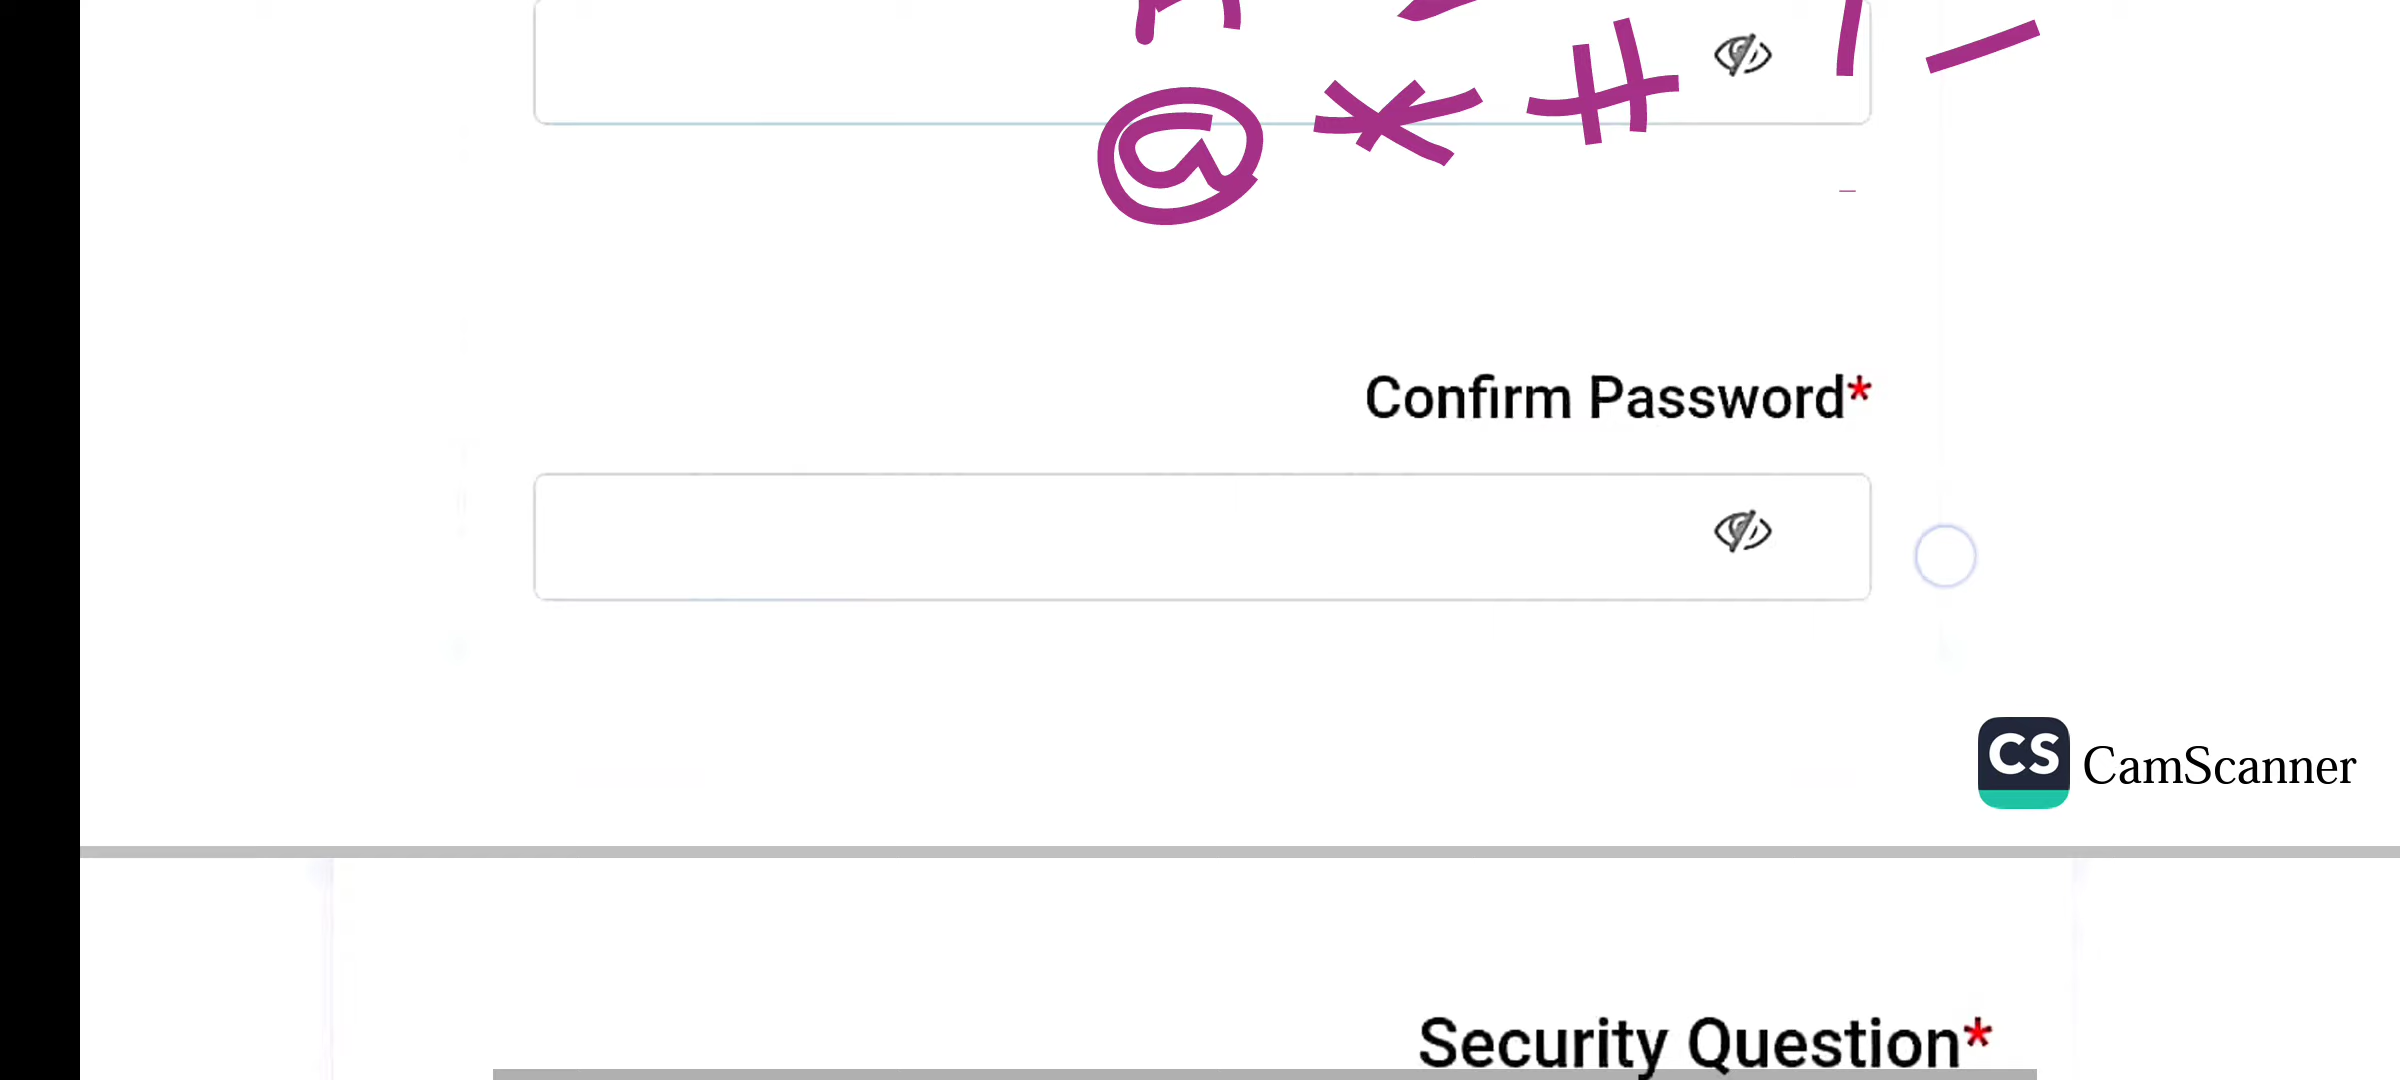 @ * #
Confirm Password*
CS CamScanner
Security Question*